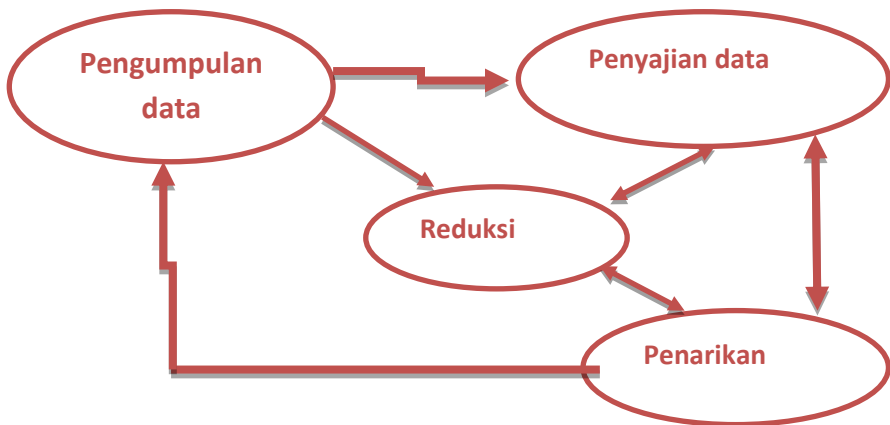 Pengumpulan
data
Penyajian data
Reduksi
Penarikan